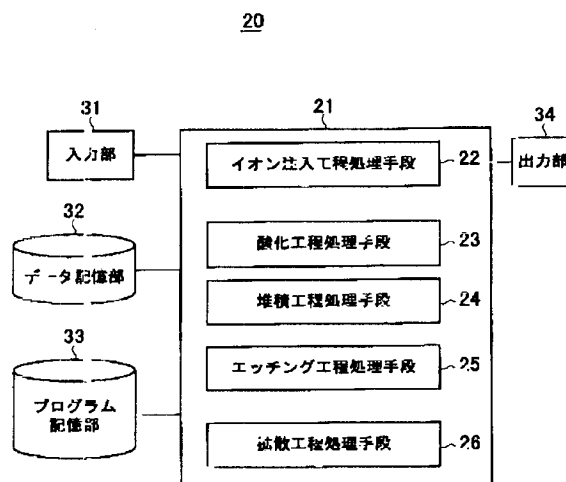 20
31
入力部
32
データ記憶部
33
プログラム
記憶部
21
イオン注入工程処理手段
22
酸化工程処理手段
23
堆積工程処理手段
24
エッチング工程処理手段
25
拡散工程処理手段
26
34
出力部